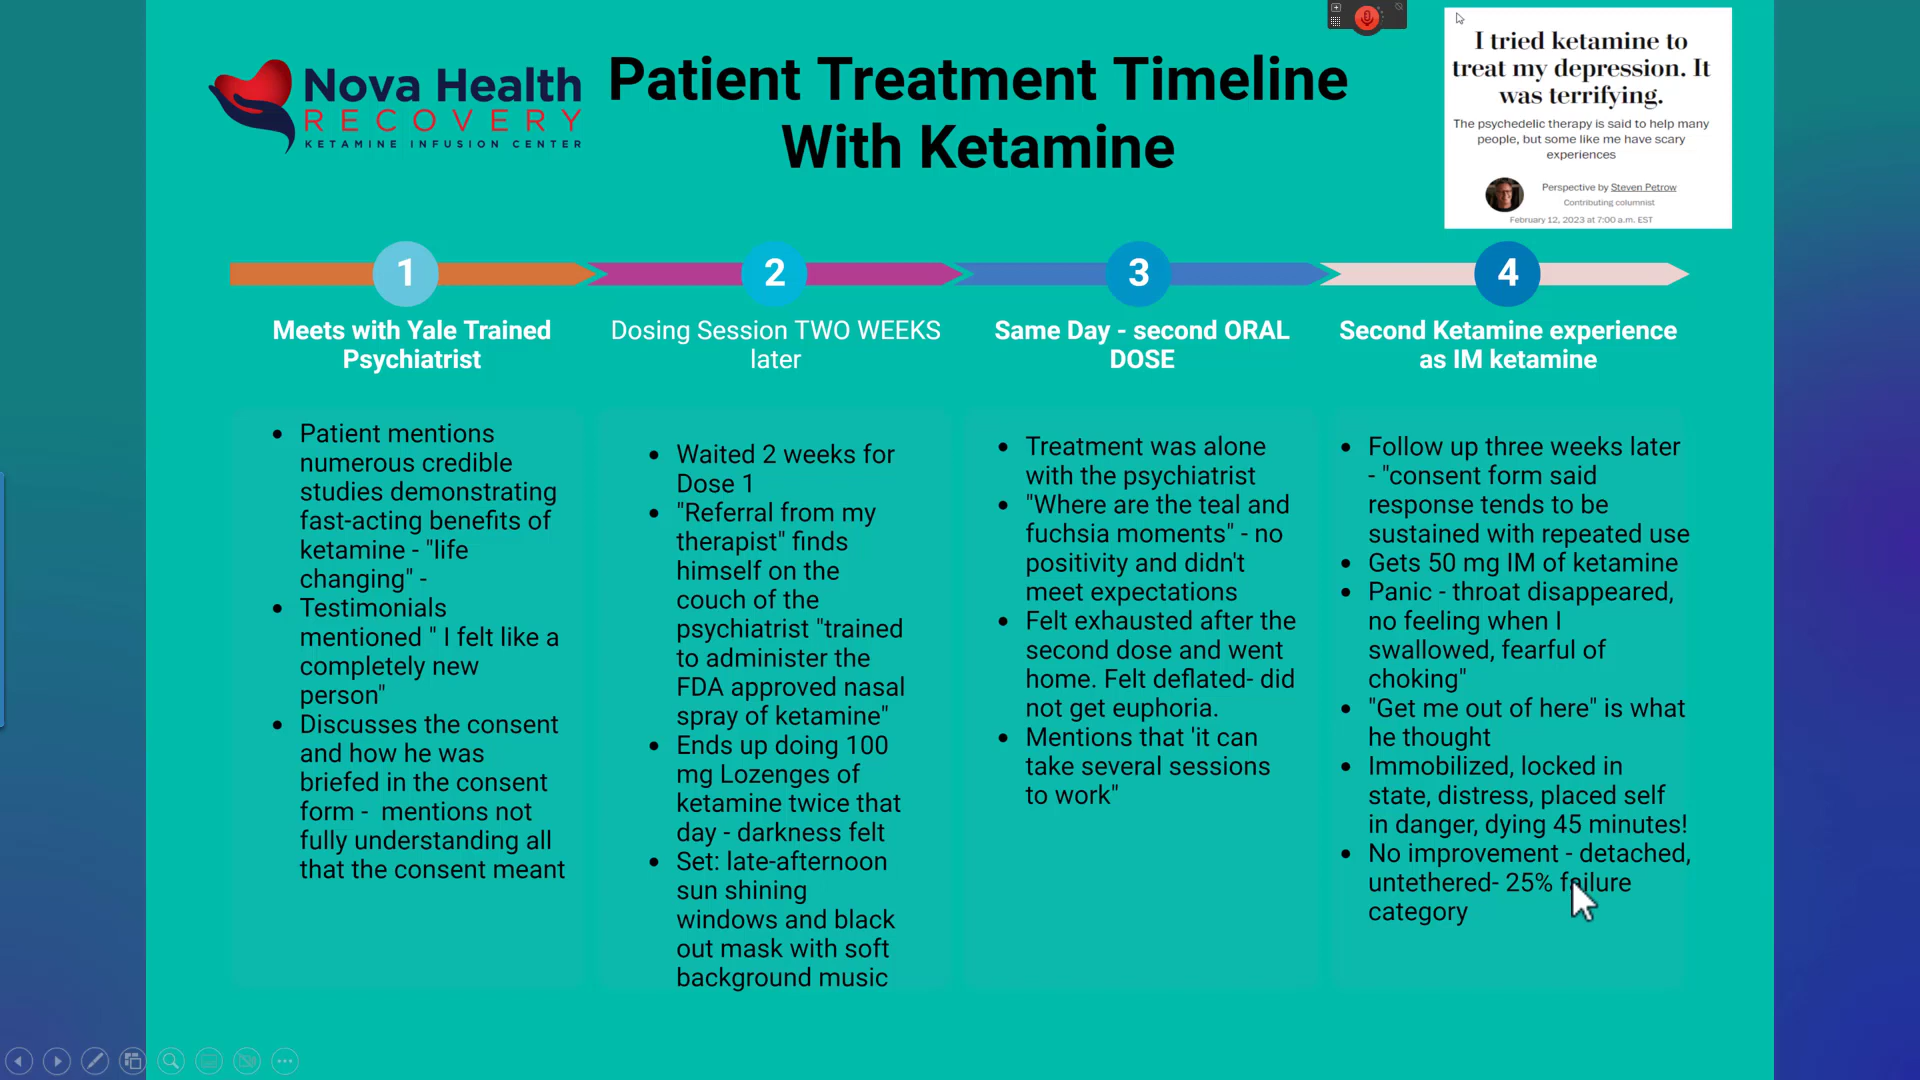 Nova Health
RECOVERY
KETAMINE INFUSION CENTER
Patient Treatment Timeline
With Ketamine
I tried ketamine to
treat my depression. It
was terrifying.
The psychedelic therapy is said to help many
people, but some like me have scary
experiences
Perspective by Steven Petrow
Contributing columnist
February 12, 2023 at 7:00 a.m. EST
1
Meets with Yale Trained
Psychiatrist
Patient mentions
numerous credible
studies demonstrating
fast-acting benefits of
ketamine - "life
changing" -
Testimonials
mentioned " I felt like a
completely new
person"
Discusses the consent
and how he was
briefed in the consent
form -  mentions not
fully understanding all
that the consent meant
2
Dosing Session TWO WEEKS
later
Waited 2 weeks for
Dose 1
"Referral from my
therapist" finds
himself on the
couch of the
psychiatrist "trained
to administer the
FDA approved nasal
spray of ketamine"
Ends up doing 100
mg Lozenges of
ketamine twice that
day - darkness felt
Set: late-afternoon
sun shining
windows and black
out mask with soft
background music
3
Same Day - second ORAL
DOSE
Treatment was alone
with the psychiatrist
"Where are the teal and
fuchsia moments" - no
positivity and didn't
meet expectations
Felt exhausted after the
second dose and went
home. Felt deflated- did
not get euphoria.
Mentions that 'it can
take several sessions
to work"
4
Second Ketamine experience
as IM ketamine
Follow up three weeks later
- "consent form said
response tends to be
sustained with repeated use
Gets 50 mg IM of ketamine
Panic - throat disappeared,
no feeling when I
swallowed, fearful of
choking"
"Get me out of here" is what
he thought
Immobilized, locked in
state, distress, placed self
in danger, dying 45 minutes!
No improvement - detached,
untethered- 25% failure
category